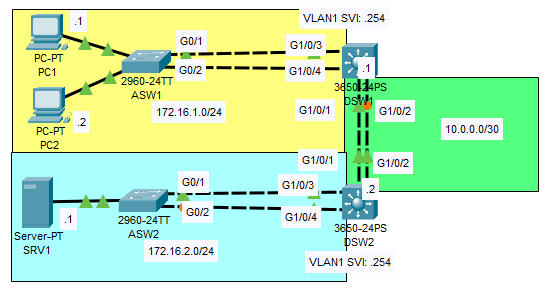 VLAN1 SVI: .254
.1
G0/1
G1/0/3
PC-PT
PC1
G0/2
G1/0/4
.1
2960-24TT
ASW1
3650-24PS
DSW1
172.16.1.0/24
G1/0/1
G1/0/2
.2
PC-PT
PC2
10.0.0.0/30
G1/0/1
G1/0/2
G0/1
G1/0/3
.2
.1
2960-24TT
ASW2
G0/2
G1/0/4
3650-24PS
DSW2
Server-PT
SRV1
172.16.2.0/24
VLAN1 SVI: .254